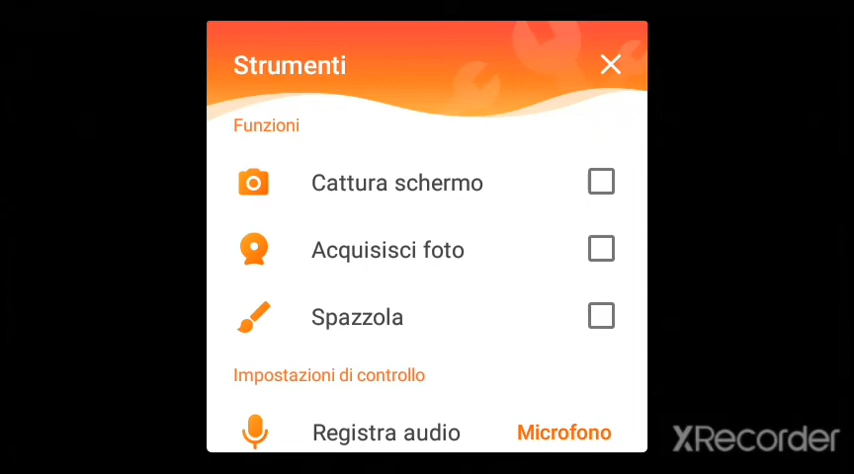 Strumenti
Funzioni
Cattura schermo
Acquisisci foto
Spazzola
Impostazioni di controllo
Registra audio Microfono
XRecorder